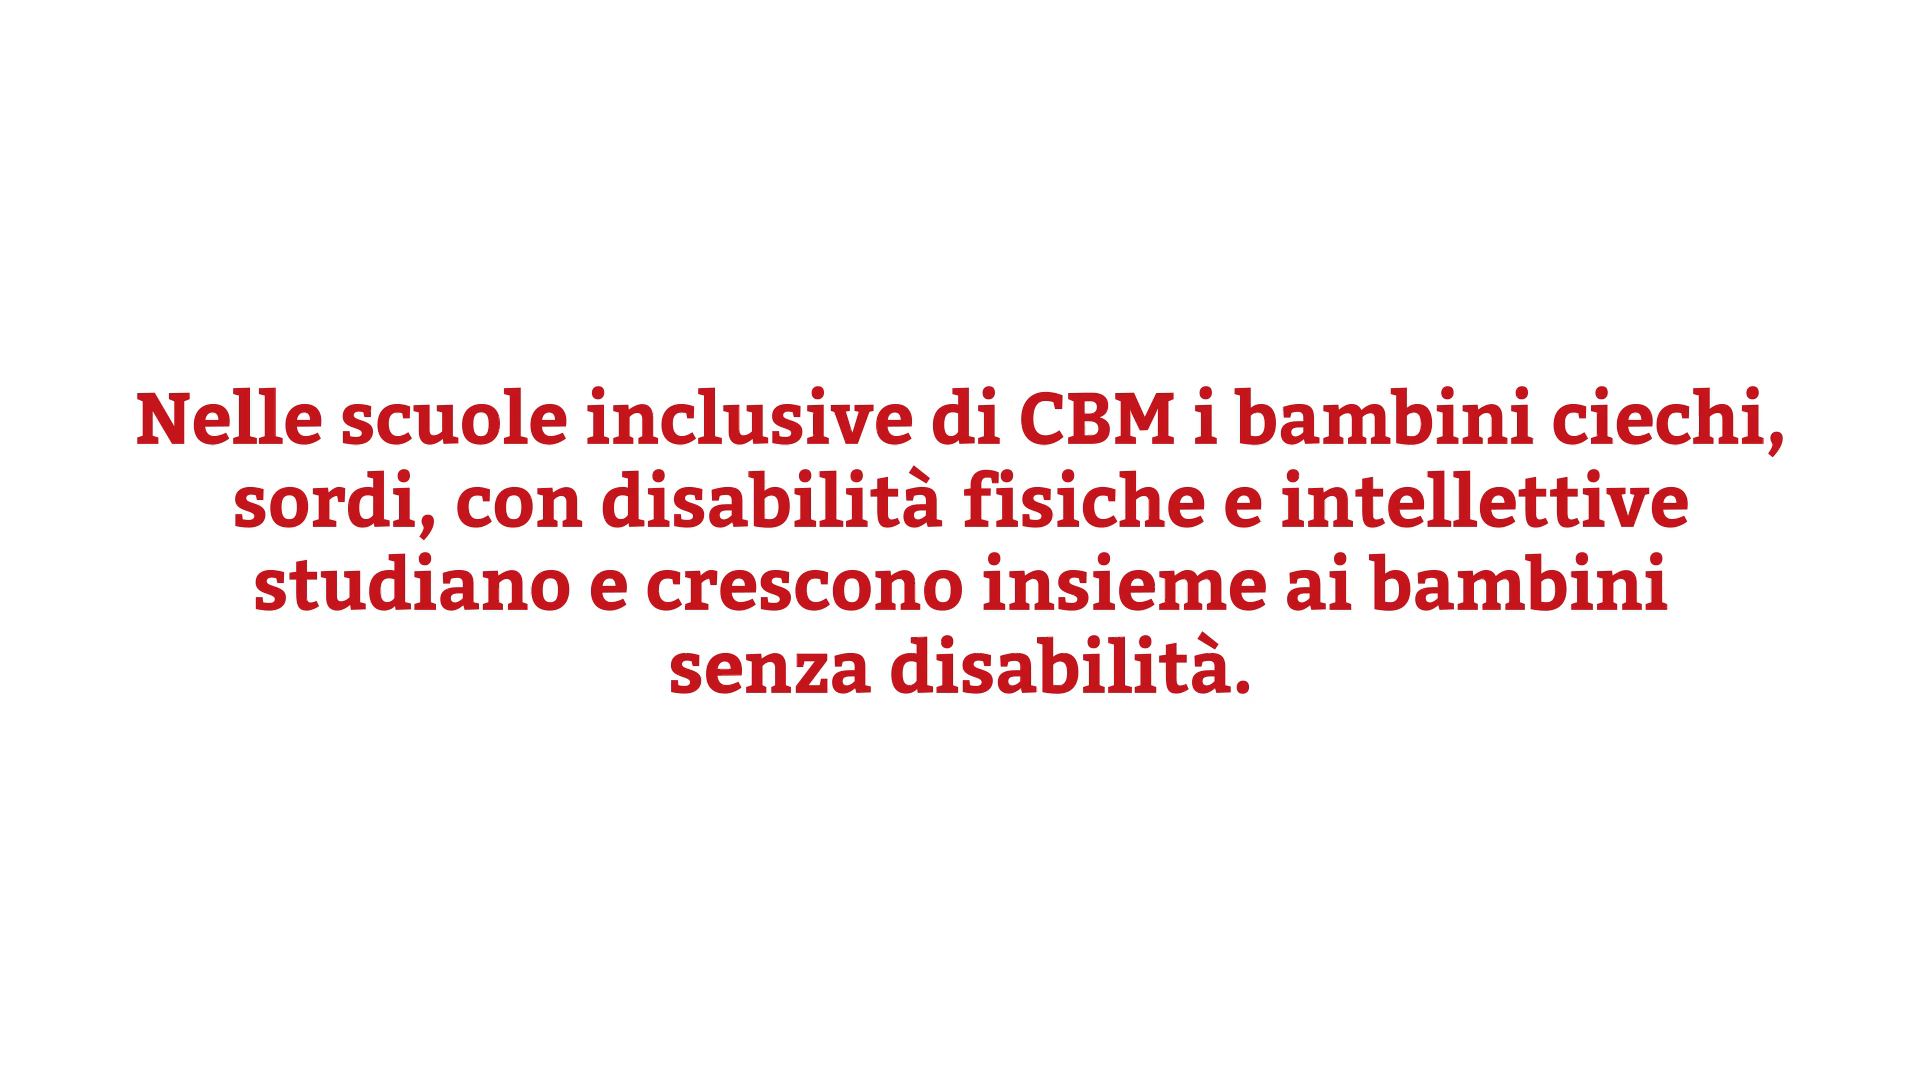 Nelle scuole inclusive di CBM i bambini ciechi,
sordi, con disabilità fisiche e intellettive
studiano e crescono insieme ai bambini
senza disabilità.